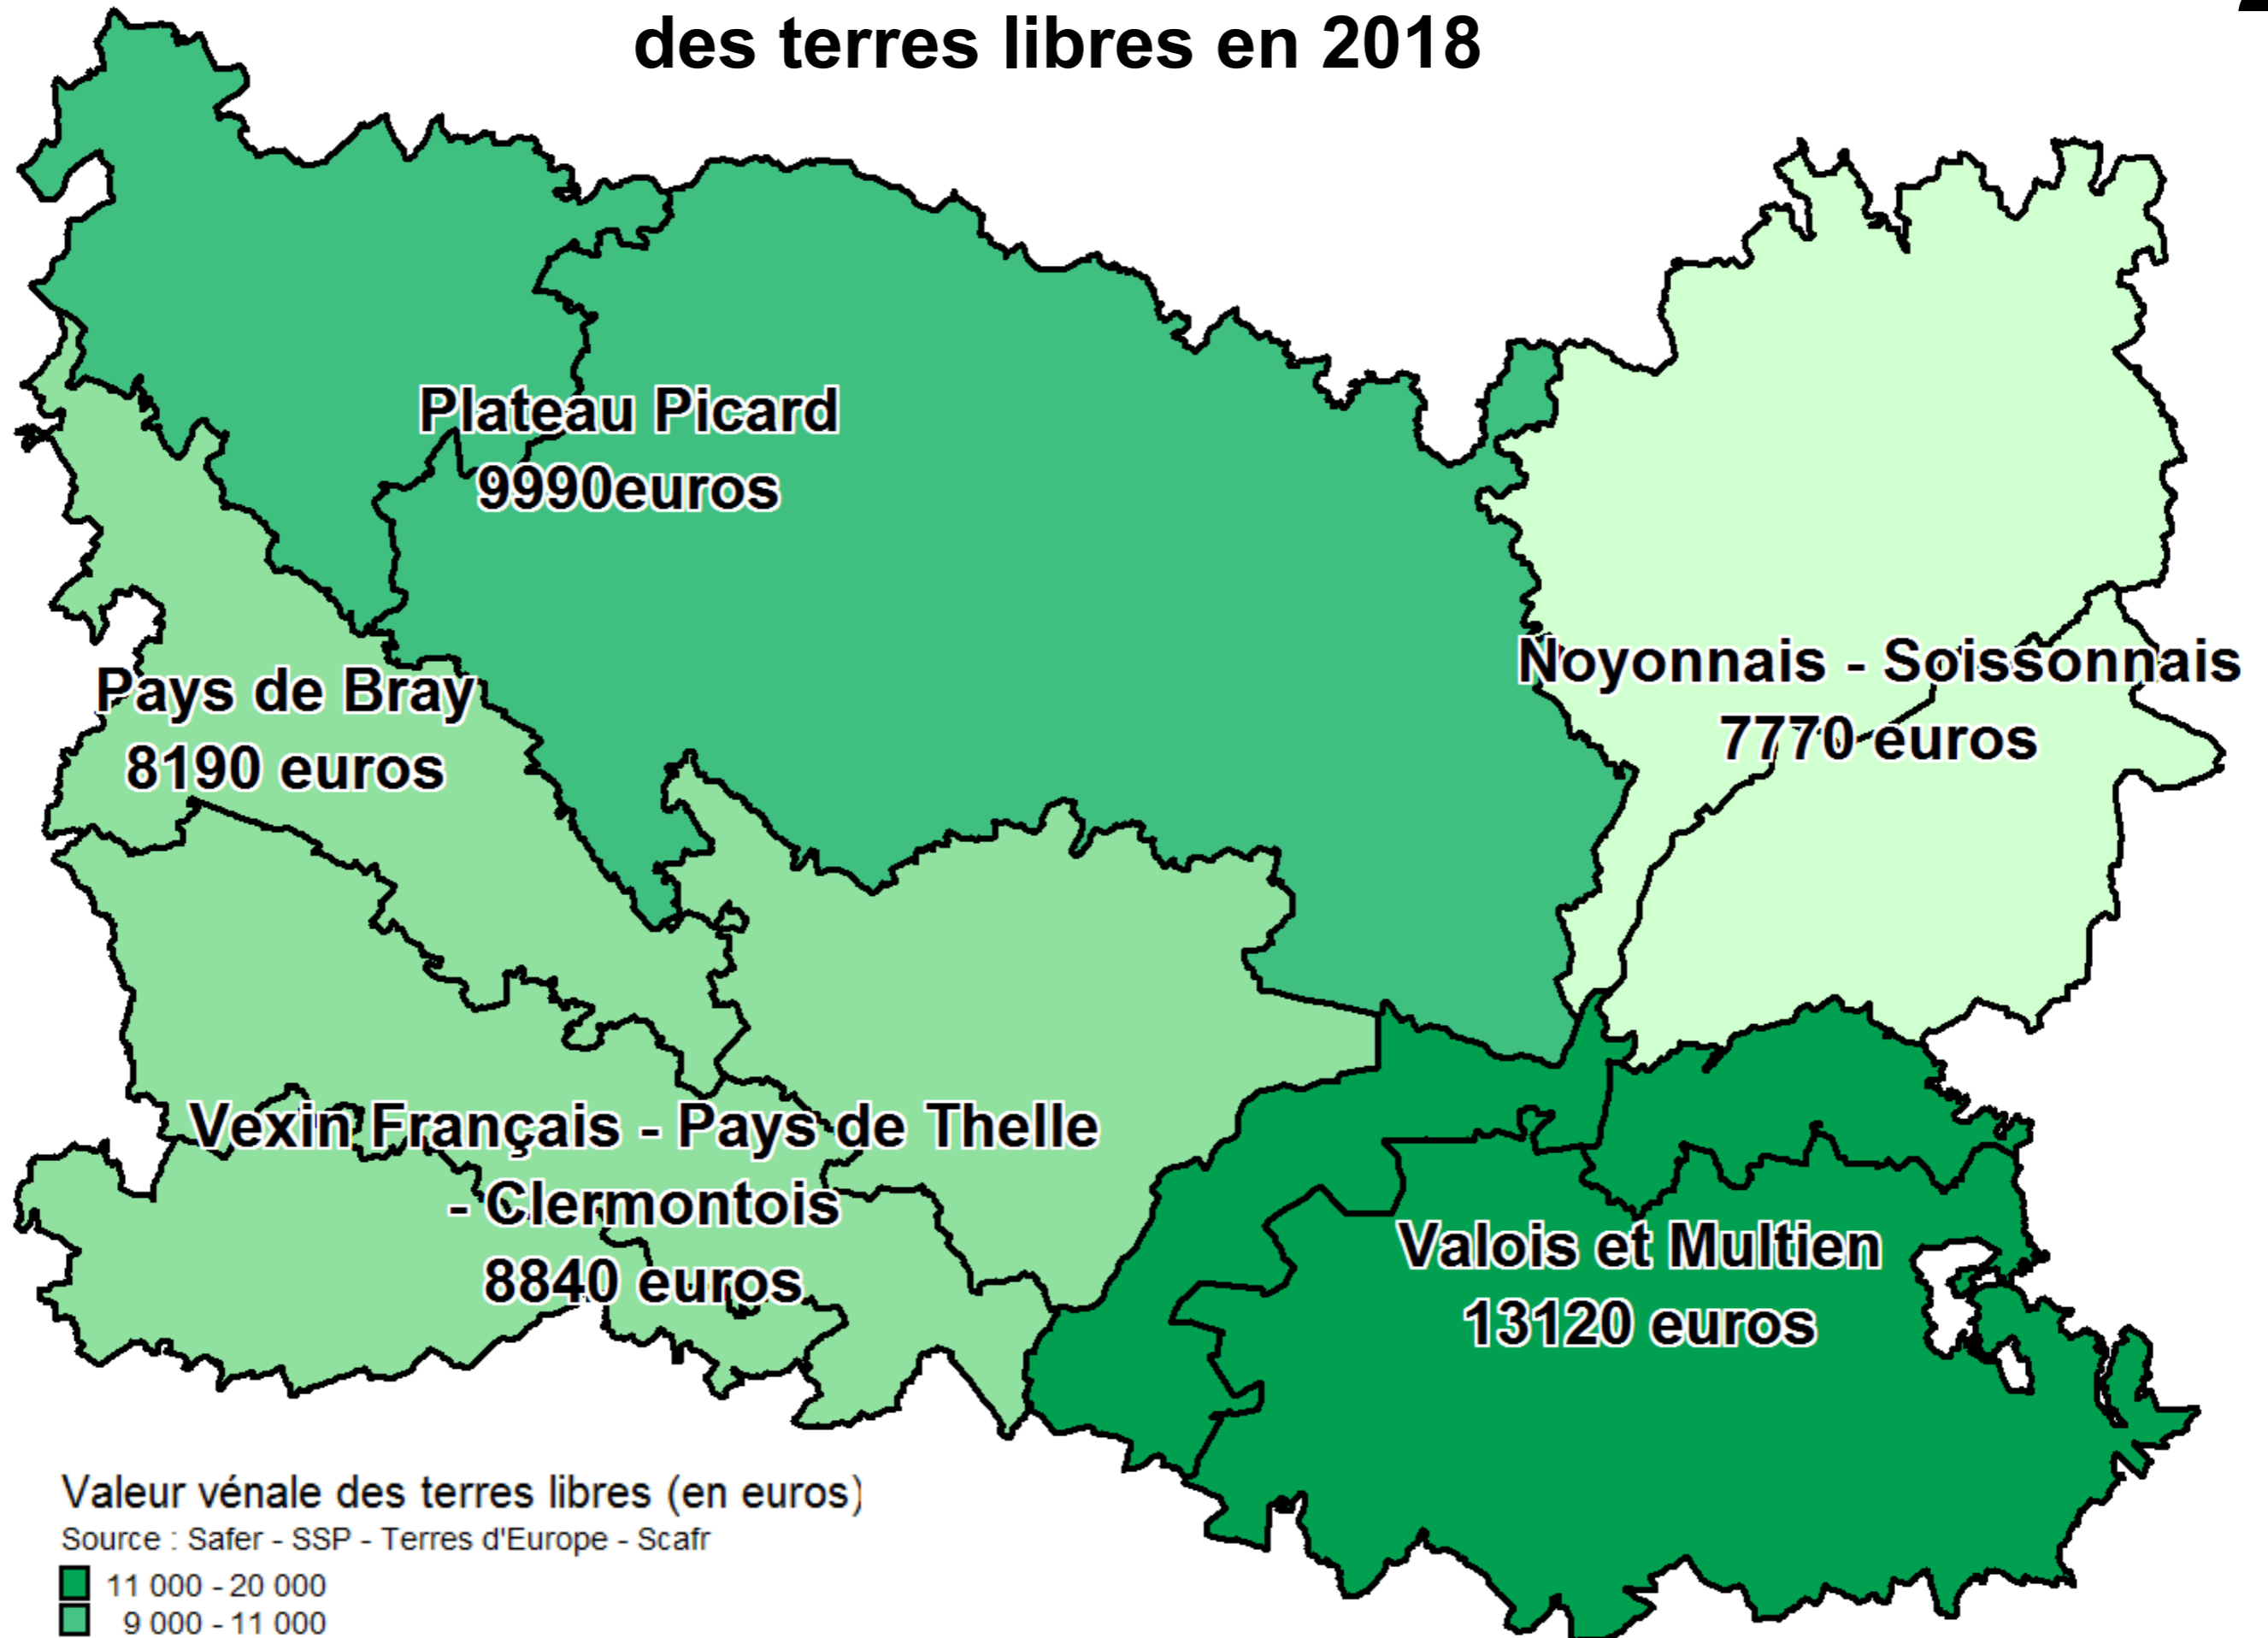 des terres libres en 2018
Plateau Picard
9990euros
Noyonnais - Soissonnais
7770 euros
Pays de Bray
8190 euros
Vexin Français - Pays de Thelle
- Clermontois
8840 euros
Valois et Multien
13120 euros
Valeur vénale des terres libres (en euros)
Source : Safer - SSP - Terres d'Europe - Scafr
11 000 - 20 000
9 000 - 11 000